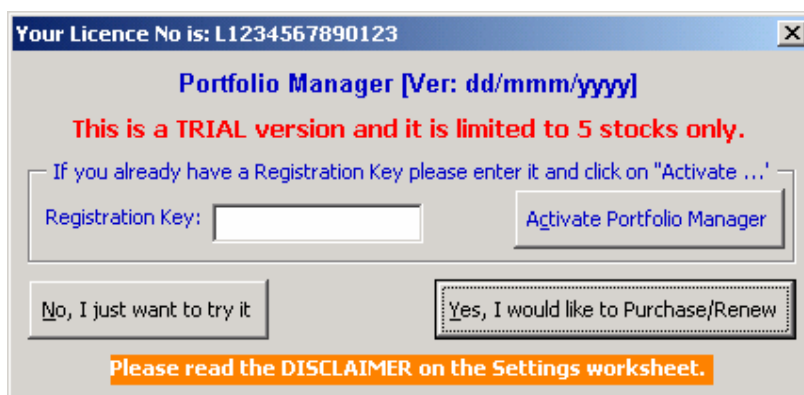 Your Licence No is: L1234567890123
Portfolio Manager [Ver: dd/mmm/yyyy]
This is a TRIAL version and it is limited to 5 stocks only.
If you already have a Registration Key please enter it and click on "Activate ...'
Registration Key:
Activate Portfolio Manager
No, I just want to try it
Yes, I would like to Purchase/Renew
Please read the DISCLAIMER on the Settings worksheet.